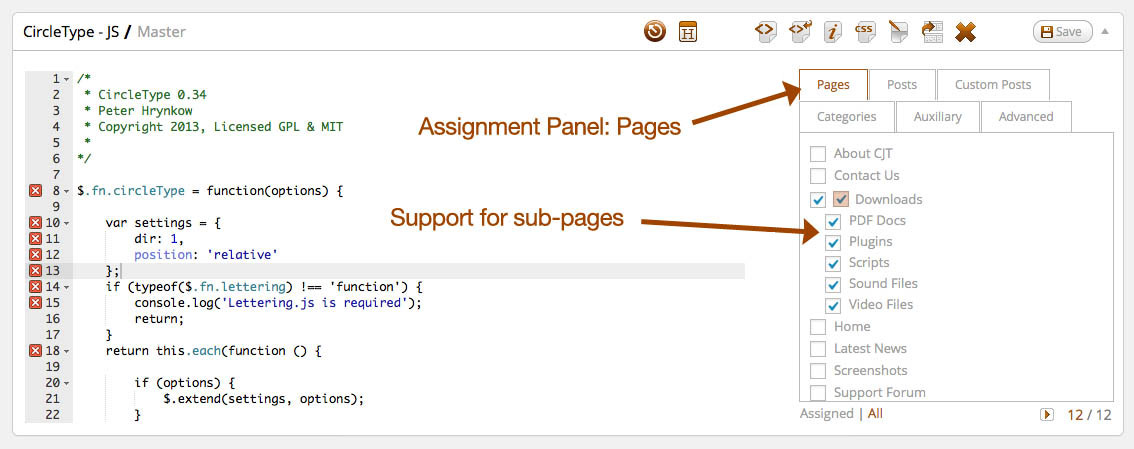 CircleType - JS / Master
H
<>
<>
i
css
Save
1 /*
2  * CircleType 0.34
3  * Peter Hrynkow
4  * Copyright 2013, Licensed GPL & MIT
5  *
6 */
7
8 $.fn.circleType = function(options) {
9
10     var settings = {
11         dir: 1,
12         position: 'relative'
13     };
14     if (typeof($.fn.lettering) !== 'function') {
15         console.log('Lettering.js is required');
16         return;
17     }
18     return this.each(function () {
19
20         if (options) {
21             $.extend(settings, options);
22         }
Assignment Panel: Pages
Support for sub-pages
Pages Posts Custom Posts
Categories Auxiliary Advanced
About CJT
Contact Us
Downloads
PDF Docs
Plugins
Scripts
Sound Files
Video Files
Home
Latest News
Screenshots
Support Forum
Assigned | All 12 / 12